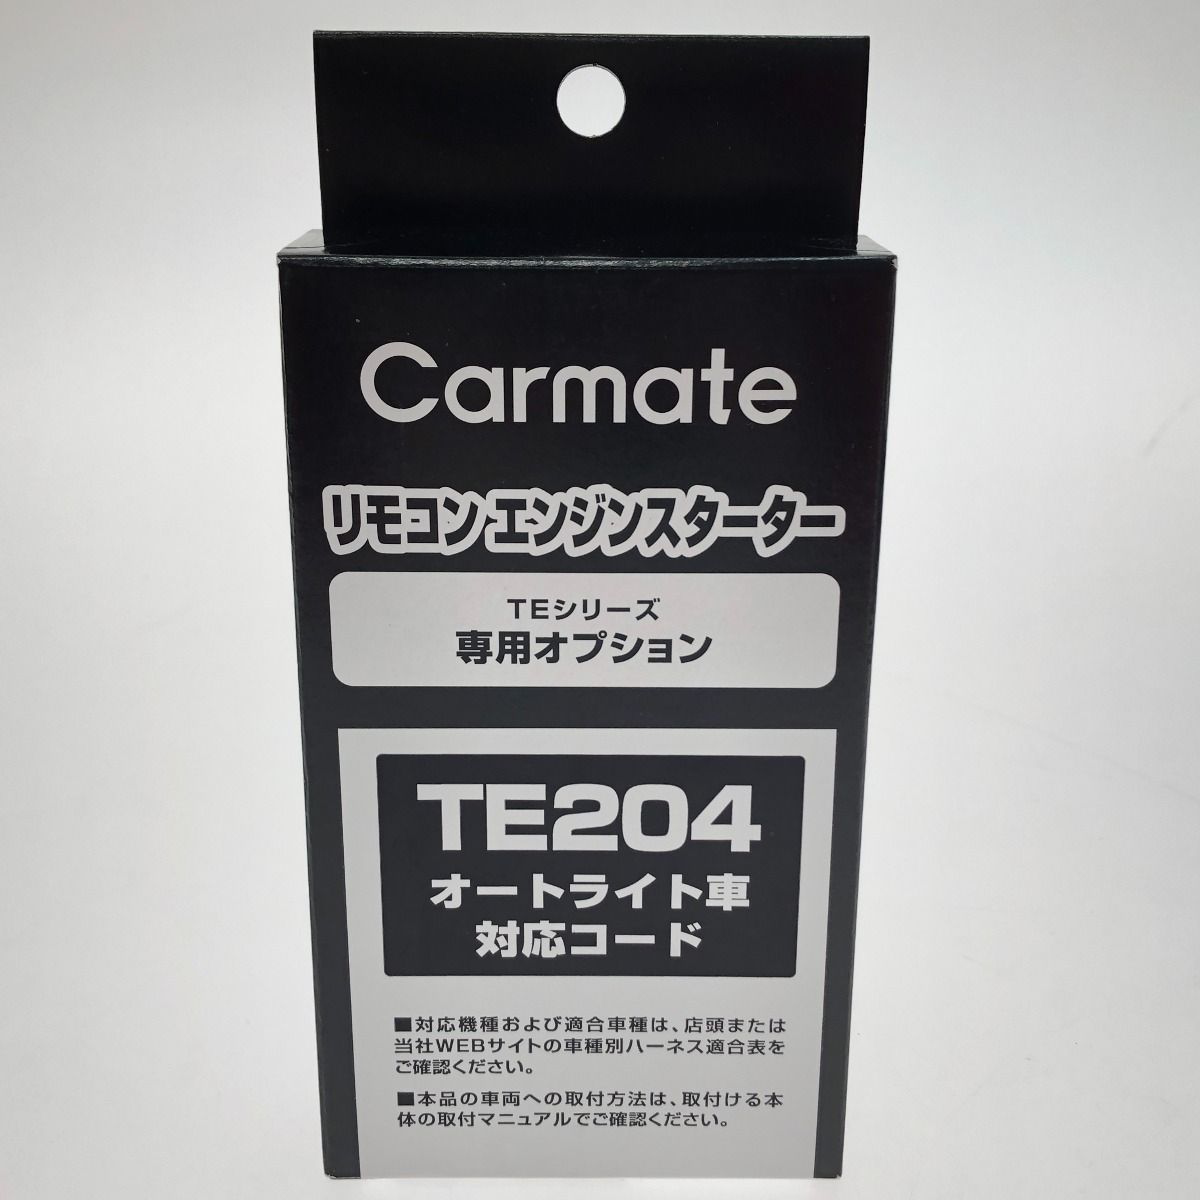 Carmate
リモコンエンジンスターター
TEシリーズ
専用オプション
TE204
オートライト車
対応コード
■対応機種および適合車種は、店頭または
当社WEBサイトの車種別ハーネス適合表を
ご確認ください。
■本品の車両への取付方法は、取付ける本
体の取付マニュアルでご確認ください。